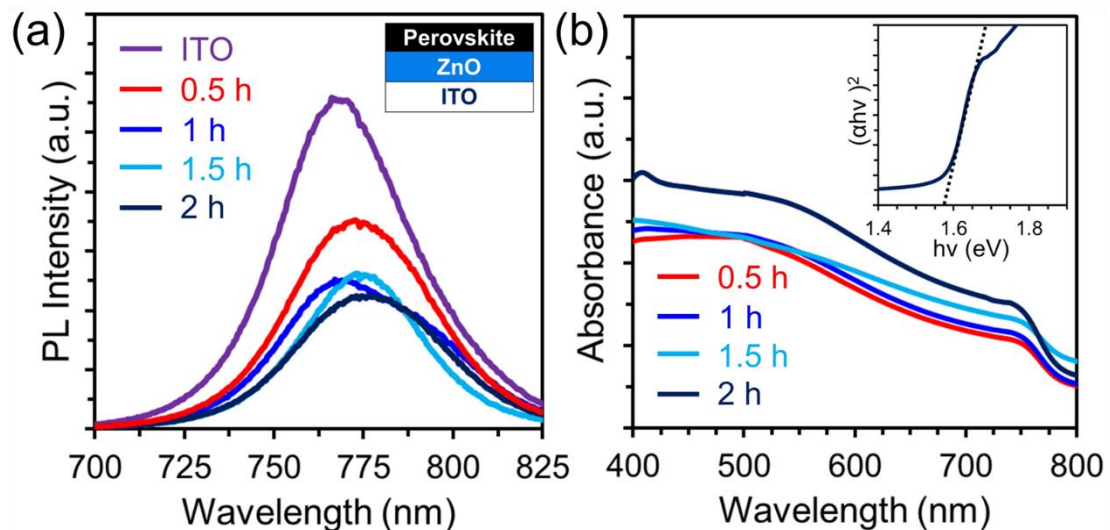 (a)
ITO
0.5 h
1 h
1.5 h
2 h
Perovskite
ZnO
ITO
PL Intensity (a.u.)
700 725 750 775 800 825
Wavelength (nm)
(b)
Absorbance (a.u.)
(αhν )²
1.4 1.6 1.8
hν (eV)
0.5 h
1 h
1.5 h
2 h
400 500 600 700 800
Wavelength (nm)